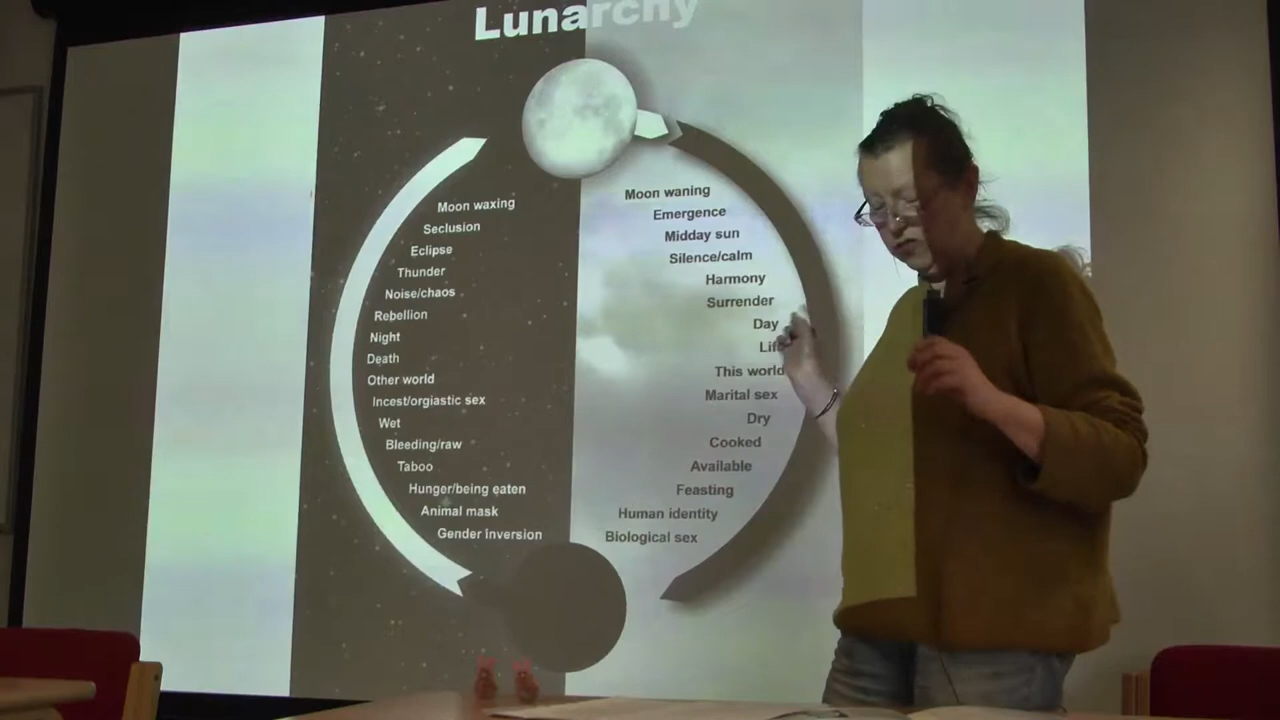 Lunarchy
Moon waxing
Seclusion
Eclipse
Thunder
Noise/chaos
Rebellion
Night
Death
Other world
Incest/orgiastic sex
Wet
Bleeding/raw
Taboo
Hunger/being eaten
Animal mask
Gender Inversion
Moon waning
Emergence
Midday sun
Silence/calm
Harmony
Surrender
Day
Life
This world
Marital sex
Dry
Cooked
Available
Feasting
Human identity
Biological sex